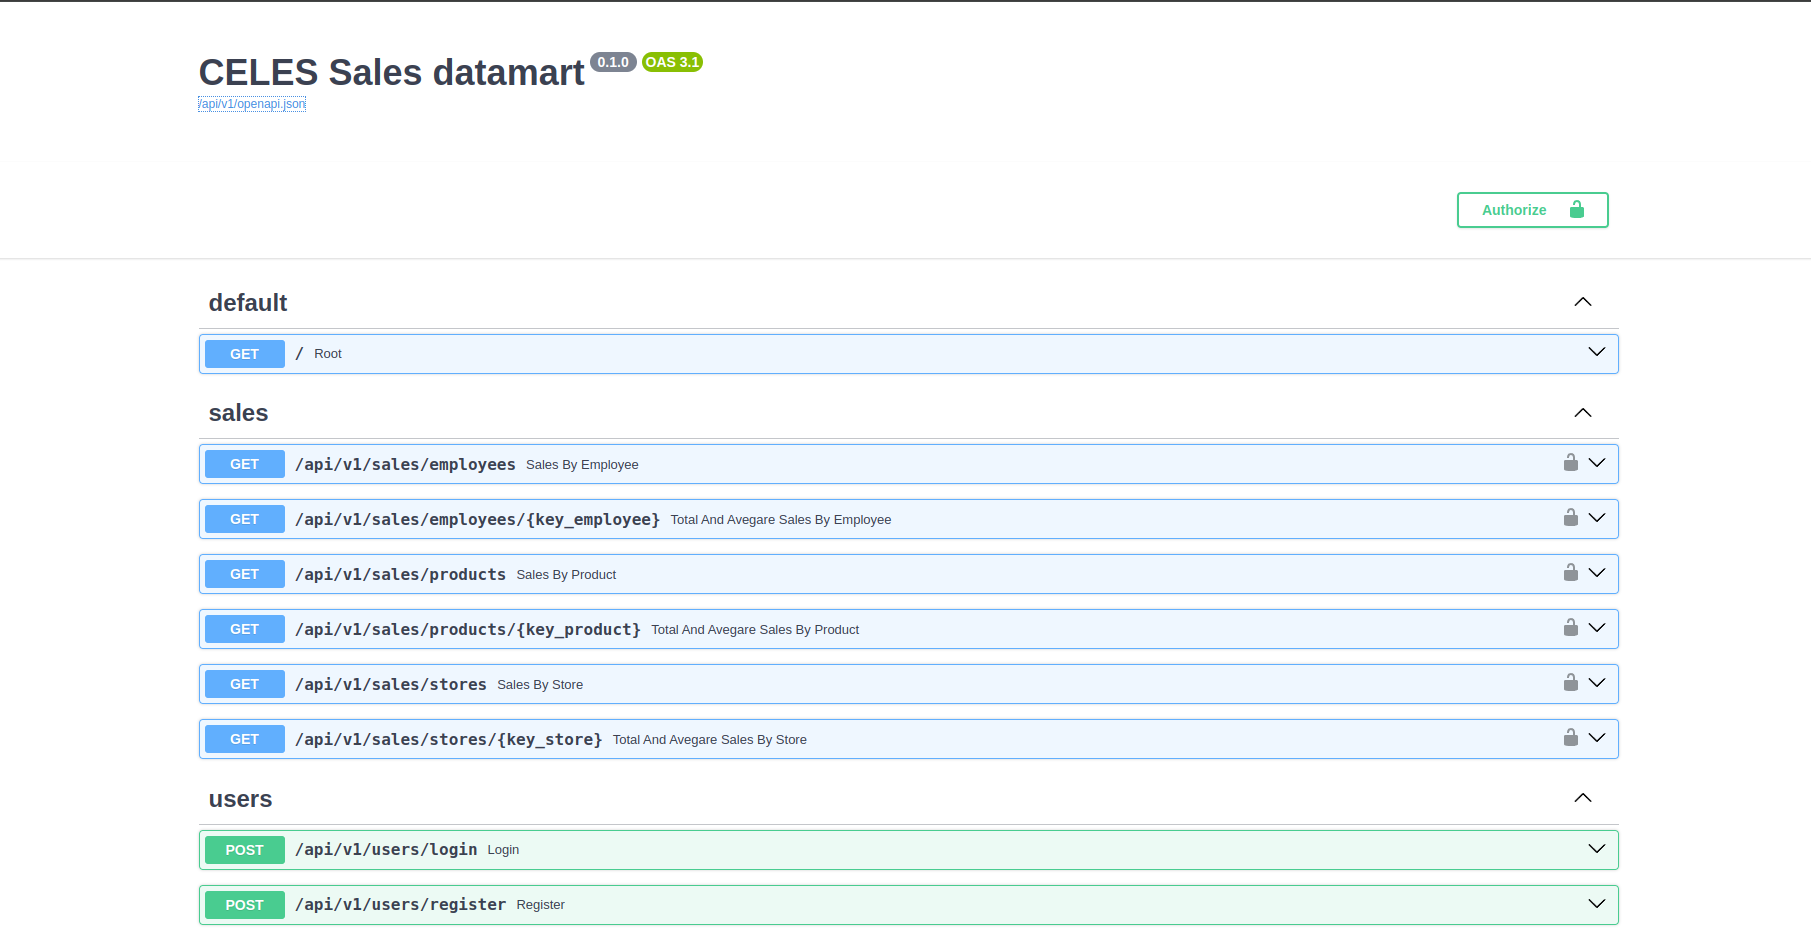 CELES Sales datamart 0.1.0 OAS 3.1
/api/v1/openapi.json
Authorize
default
GET / Root
sales
GET /api/v1/sales/employees Sales By Employee
GET /api/v1/sales/employees/{key_employee} Total And Avegare Sales By Employee
GET /api/v1/sales/products Sales By Product
GET /api/v1/sales/products/{key_product} Total And Avegare Sales By Product
GET /api/v1/sales/stores Sales By Store
GET /api/v1/sales/stores/{key_store} Total And Avegare Sales By Store
users
POST /api/v1/users/login Login
POST /api/v1/users/register Register